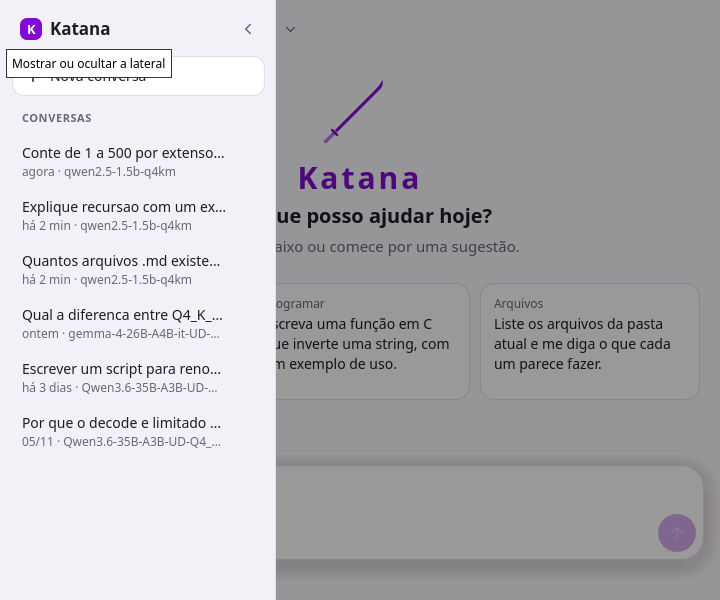 K Katana
Mostrar ou ocultar a lateral
Nova conversa
CONVERSAS
Conte de 1 a 500 por extenso...
agora · qwen2.5-1.5b-q4km
Explique recursao com um ex...
há 2 min · qwen2.5-1.5b-q4km
Quantos arquivos .md existe...
há 2 min · qwen2.5-1.5b-q4km
Qual a diferenca entre Q4_K_...
ontem · gemma-4-26B-A4B-it-UD-...
Escrever um script para reno...
há 3 dias · Qwen3.6-35B-A3B-UD-...
Por que o decode e limitado ...
05/11 · Qwen3.6-35B-A3B-UD-Q4_...
Katana
ue posso ajudar hoje?
aixo ou comece por uma sugestão.
ogramar
screva uma função em C
ue inverte uma string, com
m exemplo de uso.
Arquivos
Liste os arquivos da pasta
atual e me diga o que cada
um parece fazer.